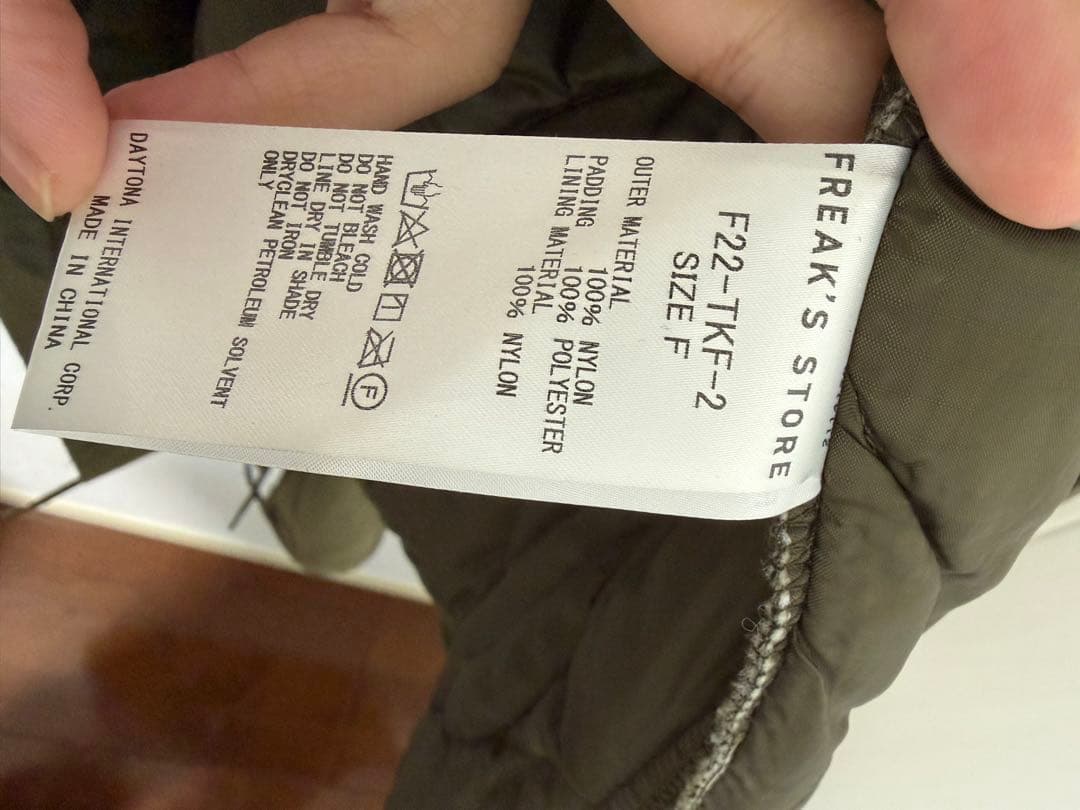 FREAK'S STORE
F22-TKF-2
SIZE F
OUTER MATERIAL
100% NYLON
PADDING 100% POLYESTER
LINING MATERIAL
100% NYLON
F
HAND WASH COLD
DO NOT BLEACH
DO NOT TUMBLE DRY
LINE DRY IN SHADE
DO NOT IRON
DRYCLEAN PETROLEUM SOLVENT
ONLY
DAYTONA INTERNATIONAL CORP.
MADE IN CHINA